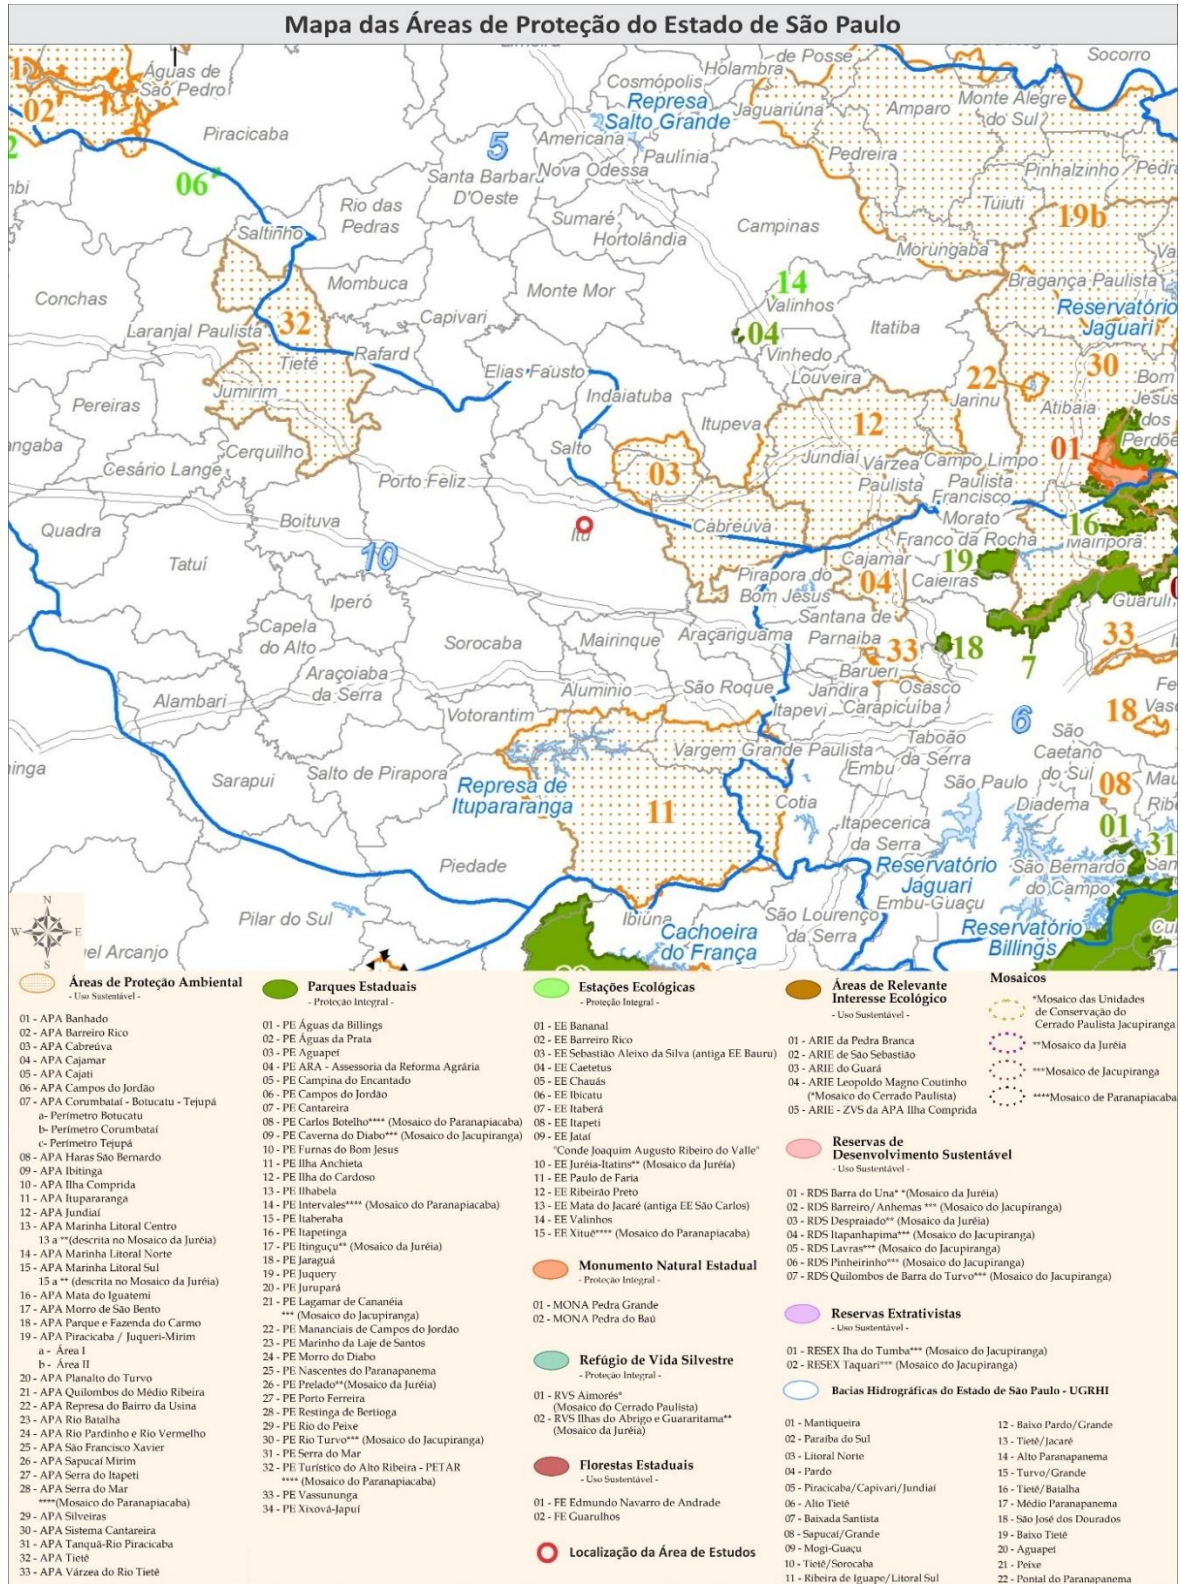 Mapa das Áreas de Proteção do Estado de São Paulo
Socorro
de Posse
Holambra
Águas de
São Pedro
Cosmópolis
Represa
Salto Grande
Jaguariúna
Amparo
Monte Alegre
do Sul
12
02
Piracicaba
5
Americana
Nova Odessa
Paulínia
Pedreira
Pinhalzinho
06
Santa Barbara
D'Oeste
Rio das
Pedras
Sumaré
Hortolândia
Campinas
Tuiuti
19b
Saltinho
Morungaba
Mombuca
Monte Mor
14
Valinhos
Bragança Paulista
Reservatório
Jaguari
Conchas
Laranjal Paulista
32
Capivari
04
Itatiba
Tietê
Rafard
Elias Fausto
Vinhedo
Louveira
30
Jumirim
Indaiatuba
22
Jarinu
Atibaia
Bom
Jesus
dos
Perdõe
Pereiras
Itupeva
12
01
angaba
Cesário Lange
Cerquilho
Salto
03
Jundiaí
Várzea
Paulista
Campo Limpo
Paulista
Porto Feliz
Francisco
Morato
Quadra
Boituva
Itu
Cabreúva
16
Mairiporã
Tatuí
10
Franco da Rocha
Cajamar
19
Caieiras
Pirapora do
Bom Jesus
04
Iperó
Capela
do Alto
Sorocaba
Mairinque
Araçariguama
Santana de
Parnaíba
Guarulh
33
18
7
33
Araçoiaba
da Serra
Alumínio
São Roque
Barueri
Jandira
Osasco
Carapicuíba
Alambari
Votorantim
Itapevi
6
18
Vargem Grande Paulista
Taboão
da Serra
São
Caetano
do Sul
Sarapui
Salto de Pirapora
Represa de
Itupararanga
Embu
São Paulo
08
11
Cotia
Diadema
01
Itapecerica
da Serra
31
Piedade
Reservatório
Jaguari
São Bernardo
do Campo
Embu-Guaçu
N
W E
S
Pilar do Sul
Ibiúna
Cachoeira
do França
São Lourenço
da Serra
Reservatório
Billings
uel Arcanjo
Áreas de Proteção Ambiental
- Uso Sustentável -
01 - APA Banhado
02 - APA Barreiro Rico
03 - APA Cabreúva
04 - APA Cajamar
05 - APA Cajati
06 - APA Campos do Jordão
07 - APA Corumbataí - Botucatu - Tejupá
a- Perímetro Botucatu
b- Perímetro Corumbataí
c- Perímetro Tejupá
08 - APA Haras São Bernardo
09 - APA Ibitinga
10 - APA Ilha Comprida
11 - APA Itupararanga
12 - APA Jundiaí
13 - APA Marinha Litoral Centro
13 a **(descrita no Mosaico da Juréia)
14 - APA Marinha Litoral Norte
15 - APA Marinha Litoral Sul
15 a ** (descrita no Mosaico da Juréia)
16 - APA Mata do Iguatemi
17 - APA Morro de São Bento
18 - APA Parque e Fazenda do Carmo
19 - APA Piracicaba / Juqueri-Mirim
a - Área I
b - Área II
20 - APA Planalto do Turvo
21 - APA Quilombos do Médio Ribeira
22 - APA Represa do Bairro da Usina
23 - APA Rio Batalha
24 - APA Rio Pardinho e Rio Vermelho
25 - APA São Francisco Xavier
26 - APA Sapucaí Mirim
27 - APA Serra do Itapeti
28 - APA Serra do Mar
****(Mosaico do Paranapiacaba)
29 - APA Silveiras
30 - APA Sistema Cantareira
31 - APA Tanquã-Rio Piracicaba
32 - APA Tietê
33 - APA Várzea do Rio Tietê
Parques Estaduais
- Proteção Integral -
01 - PE Águas da Billings
02 - PE Águas da Prata
03 - PE Aguapeí
04 - PE ARA - Assessoria da Reforma Agrária
05 - PE Campina do Encantado
06 - PE Campos do Jordão
07 - PE Cantareira
08 - PE Carlos Botelho**** (Mosaico do Paranapiacaba)
09 - PE Caverna do Diabo*** (Mosaico do Jacupiranga)
10 - PE Furnas do Bom Jesus
11 - PE Ilha Anchieta
12 - PE Ilha do Cardoso
13 - PE Ilhabela
14 - PE Intervales**** (Mosaico do Paranapiacaba)
15 - PE Itaberaba
16 - PE Itapetinga
17 - PE Itinguçu** (Mosaico da Juréia)
18 - PE Jaraguá
19 - PE Juquery
20 - PE Jurupará
21 - PE Lagamar de Cananéia
*** (Mosaico do Jacupiranga)
22 - PE Mananciais de Campos do Jordão
23 - PE Marinho da Laje de Santos
24 - PE Morro do Diabo
25 - PE Nascentes do Paranapanema
26 - PE Prelado**(Mosaico da Juréia)
27 - PE Porto Ferreira
28 - PE Restinga de Bertioga
29 - PE Rio do Peixe
30 - PE Rio Turvo*** (Mosaico do Jacupiranga)
31 - PE Serra do Mar
32 - PE Turístico do Alto Ribeira - PETAR
**** (Mosaico do Paranapiacaba)
33 - PE Vassununga
34 - PE Xixová-Japuí
Estações Ecológicas
- Proteção Integral -
01 - EE Bananal
02 - EE Barreiro Rico
03 - EE Sebastião Aleixo da Silva (antiga EE Bauru)
04 - EE Caetetus
05 - EE Chauás
06 - EE Ibicatu
07 - EE Itaberá
08 - EE Itapeti
09 - EE Jataí
"Conde Joaquim Augusto Ribeiro do Valle"
10 - EE Juréia-Itatins** (Mosaico da Juréía)
11 - EE Paulo de Faria
12 - EE Ribeirão Preto
13 - EE Mata do Jacaré (antiga EE São Carlos)
14 - EE Valinhos
15 - EE Xituê**** (Mosaico do Paranapiacaba)
Monumento Natural Estadual
- Proteção Integral -
01 - MONA Pedra Grande
02 - MONA Pedra do Baú
Refúgio de Vida Silvestre
- Proteção Integral -
01 - RVS Aimorés*
(Mosaico do Cerrado Paulista)
02 - RVS Ilhas do Abrigo e Guararitama**
(Mosaico da Juréia)
Florestas Estaduais
- Uso Sustentável -
01 - FE Edmundo Navarro de Andrade
02 - FE Guarulhos
Localização da Área de Estudos
Áreas de Relevante
Interesse Ecológico
- Uso Sustentável -
01 - ARIE da Pedra Branca
02 - ARIE de São Sebastião
03 - ARIE do Guará
04 - ARIE Leopoldo Magno Coutinho
(*Mosaico do Cerrado Paulista)
05 - ARIE - ZVS da APA Ilha Comprida
Reservas de
Desenvolvimento Sustentável
- Uso Sustentável -
01 - RDS Barra do Una* *(Mosaico da Juréia)
02 - RDS Barreiro/Anhemas *** (Mosaico do Jacupiranga)
03 - RDS Despraiado** (Mosaico da Juréia)
04 - RDS Itapanhapima*** (Mosaico do Jacupiranga)
05 - RDS Lavras*** (Mosaico do Jacupiranga)
06 - RDS Pinheirinho*** (Mosaico do Jacupiranga)
07 - RDS Quilombos de Barra do Turvo*** (Mosaico do Jacupiranga)
Reservas Extrativistas
- Uso Sustentável -
01 - RESEX Iha do Tumba*** (Mosaico do Jacupiranga)
02 - RESEX Taquari*** (Mosaico do Jacupiranga)
Bacias Hidrográficas do Estado de São Paulo - UGRHI
01 - Mantiqueira
02 - Paraíba do Sul
03 - Litoral Norte
04 - Pardo
05 - Piracicaba/Capivari/Jundiaí
06 - Alto Tietê
07 - Baixada Santista
08 - Sapucaí/Grande
09 - Mogi-Guaçu
10 - Tietê/Sorocaba
11 - Ribeira de Iguape/Litoral Sul
12 - Baixo Pardo/Grande
13 - Tietê/Jacaré
14 - Alto Paranapanema
15 - Turvo/Grande
16 - Tietê/Batalha
17 - Médio Paranapanema
18 - São José dos Dourados
19 - Baixo Tietê
20 - Aguapeí
21 - Peixe
22 - Pontal do Paranapanema
Mosaicos
*Mosaico das Unidades
de Conservação do
Cerrado Paulista Jacupiranga
**Mosaico da Juréia
***Mosaico de Jacupiranga
****Mosaico de Paranapiacaba